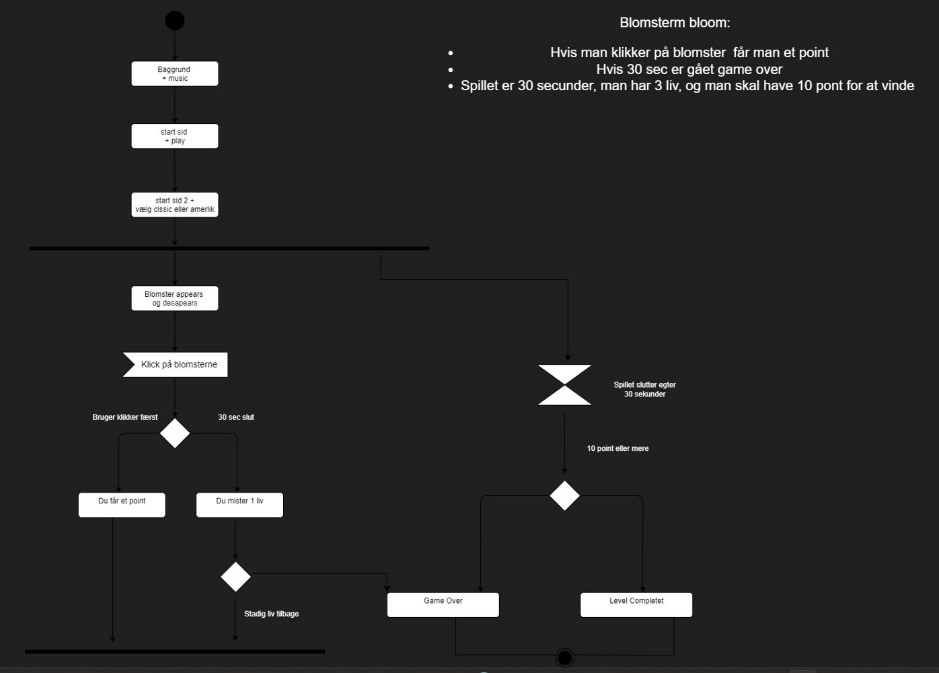 Blomsterm bloom:
Hvis man klikker på blomster får man et point
Hvis 30 sec er gået game over
Spillet er 30 secunder, man har 3 liv, og man skal have 10 pont for at vinde
Baggrund
+ music
start sid
+ play
start sid 2 +
vælg clssic eller amerlik
Blomster appears
og desapears
Klick på blomsterne
Bruger klikker færst
30 sec slut
Du får et point
Du mister 1 liv
Stadig liv tilbage
Spillet slutter egter
30 sekunder
10 point eller mere
Game Over
Level Completet